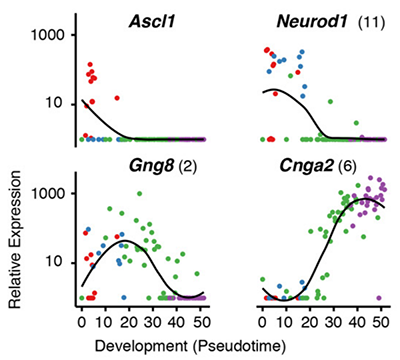 Ascl1
Neurod1 (11)
1000
10
Gng8 (2)
Cnga2 (6)
1000
10
Relative Expression
0 10 20 30 40 50
0 10 20 30 40 50
Development (Pseudotime)